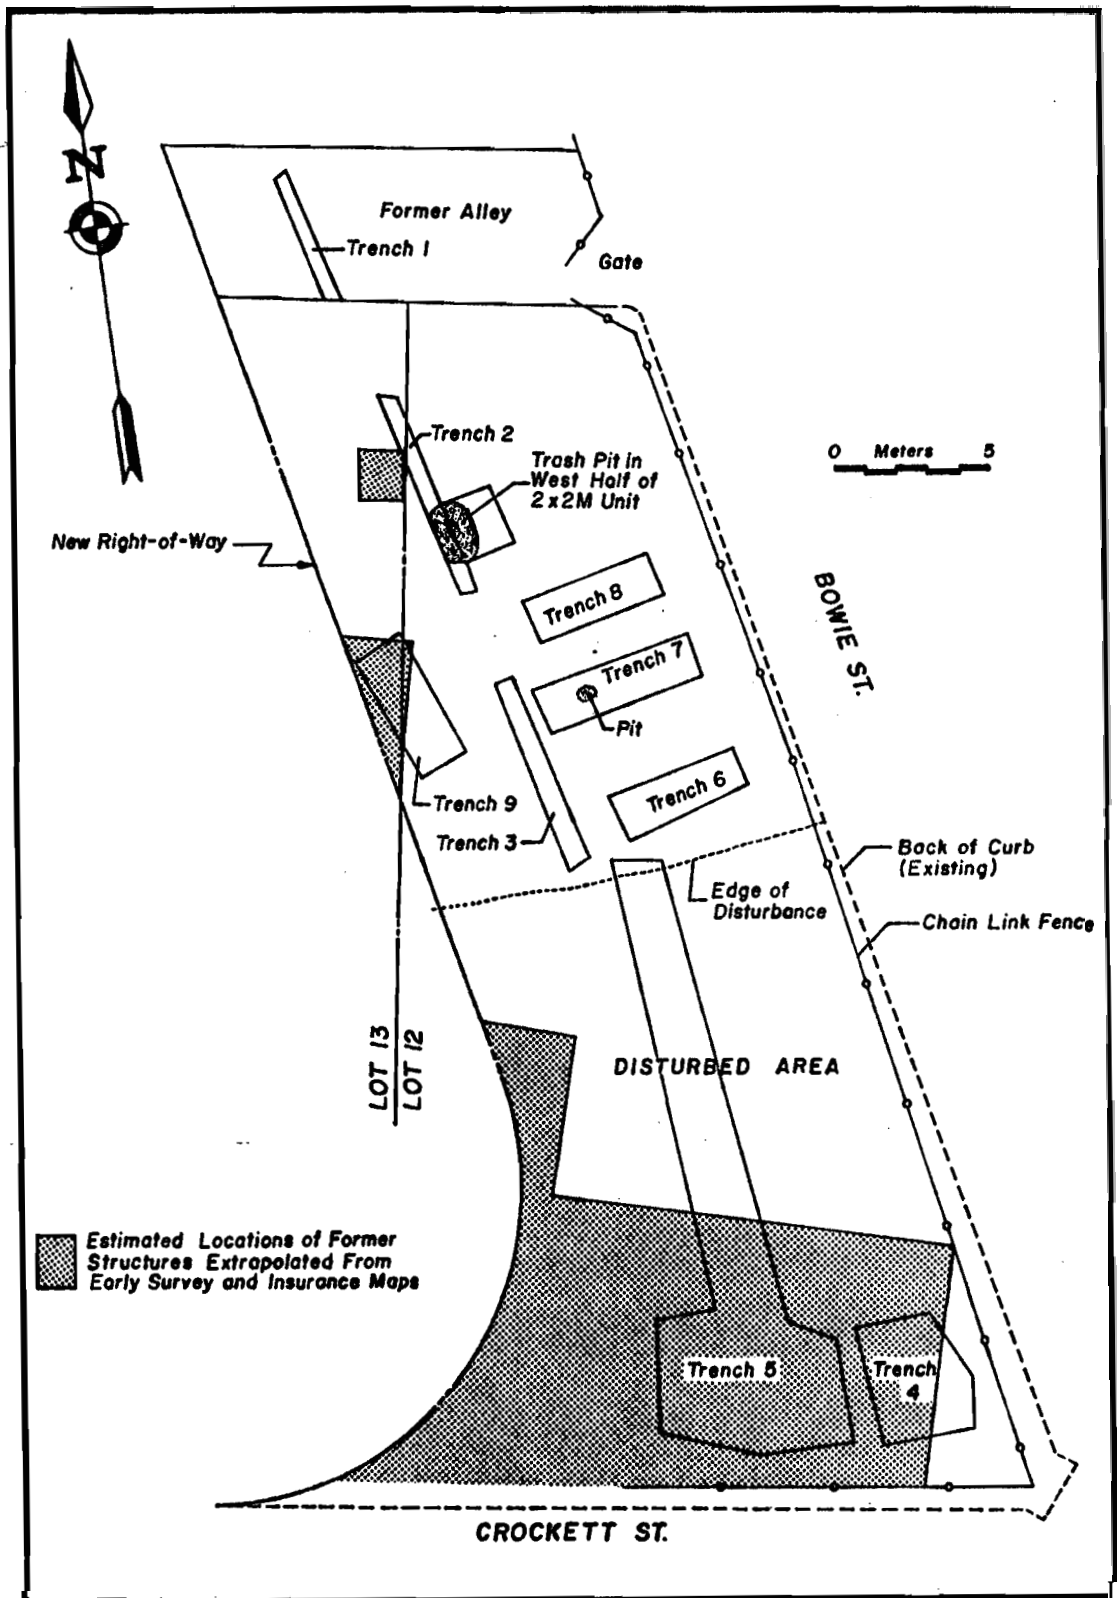 N
Former Alley
Trench 1
Gate
Trench 2
0 Meters 5
Trash Pit in
West Half of
2 x 2M Unit
New Right-of-Way
BOWIE ST.
Trench 8
Trench 7
Pit
Trench 6
Trench 9
Trench 3
Back of Curb
(Existing)
Edge of
Disturbance
Chain Link Fence
LOT 13
LOT 12
DISTURBED AREA
Estimated Locations of Former
Structures Extrapolated From
Early Survey and Insurance Maps
Trench 5
Trench
4
CROCKETT ST.